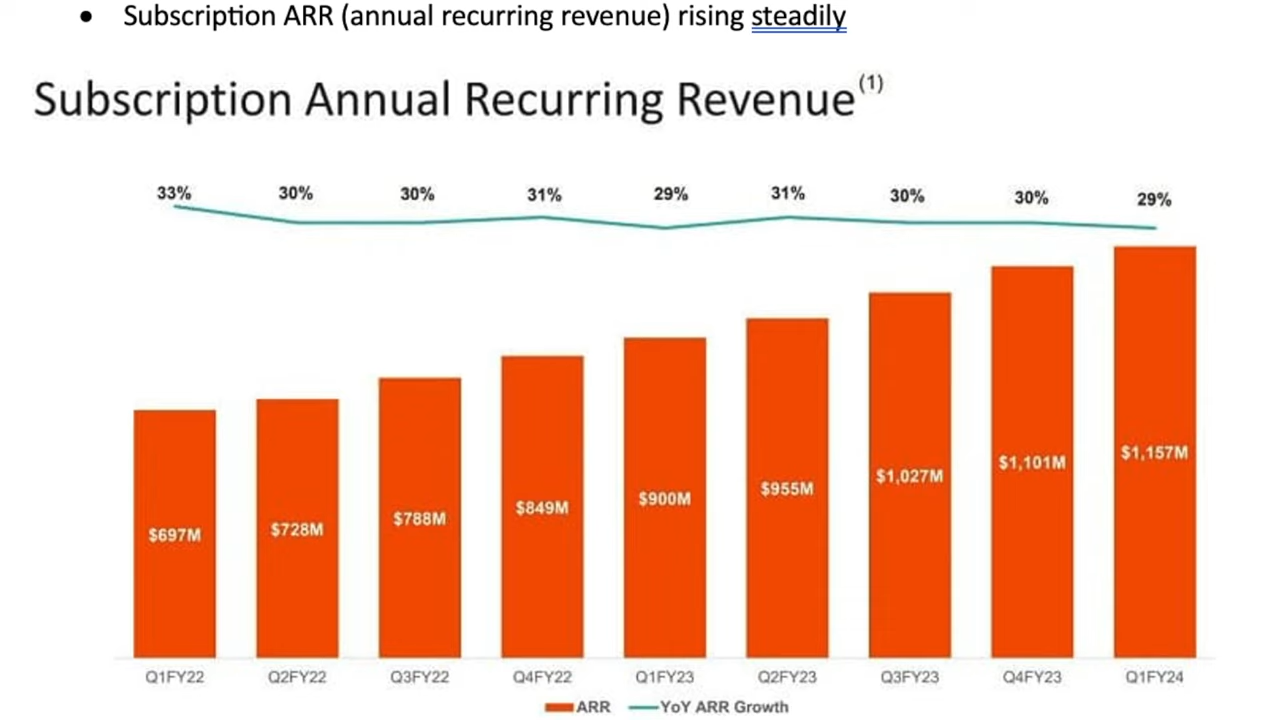 • Subscription ARR (annual recurring revenue) rising steadily
Subscription Annual Recurring Revenue(1)
33% 30% 30% 31% 29% 31% 30% 30% 29%
$697M $728M $788M $849M $900M $955M $1,027M $1,101M $1,157M
Q1FY22 Q2FY22 Q3FY22 Q4FY22 Q1FY23 Q2FY23 Q3FY23 Q4FY23 Q1FY24
ARR YoY ARR Growth